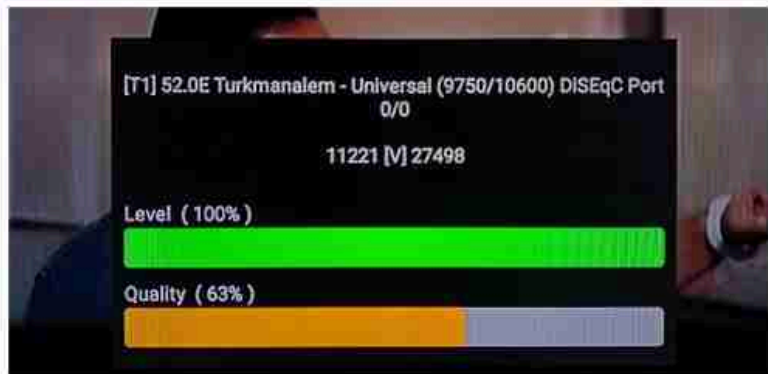 [T1] 52.0E Turkmanalem - Universal (9750/10600) DiSEqC Port
0/0
11221 [V] 27498
Level ( 100% )
Quality ( 63% )